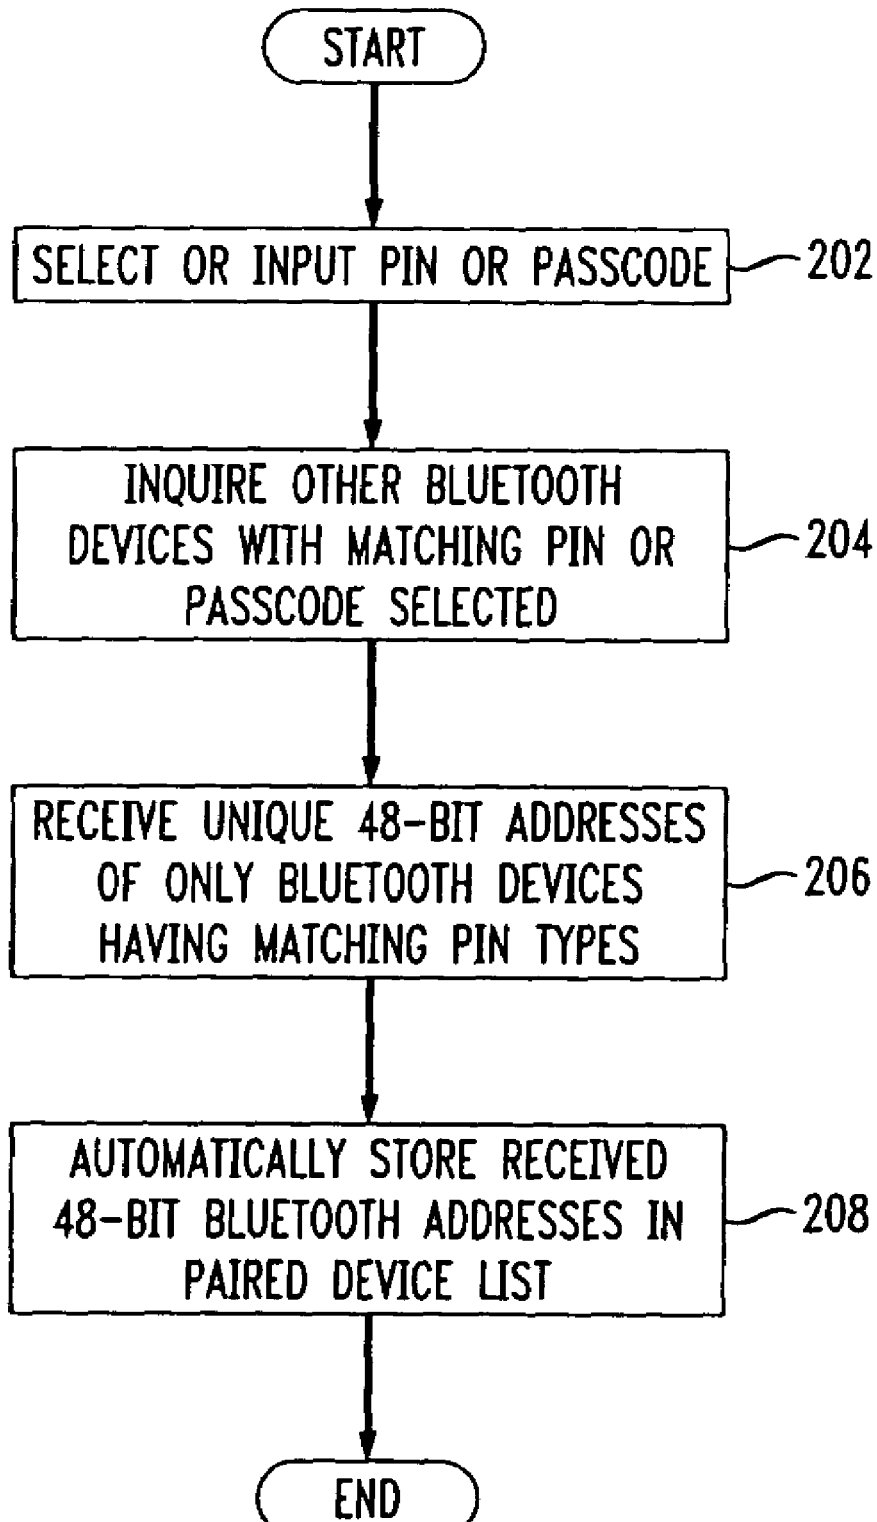 START
SELECT OR INPUT PIN OR PASSCODE
202
INQUIRE OTHER BLUETOOTH
DEVICES WITH MATCHING PIN OR
PASSCODE SELECTED
204
RECEIVE UNIQUE 48-BIT ADDRESSES
OF ONLY BLUETOOTH DEVICES
HAVING MATCHING PIN TYPES
206
AUTOMATICALLY STORE RECEIVED
48-BIT BLUETOOTH ADDRESSES IN
PAIRED DEVICE LIST
208
END